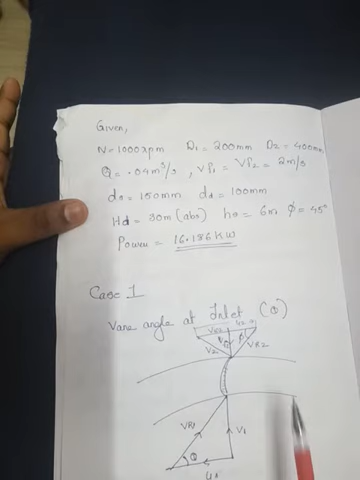 Given,
N=1000rpm D₁=200mm D₂=400mm
Q=.04m³/s, Vf₁=Vf₂=2m/s
ds=150mm dd=100mm
Hd=30m(abs) hs=6m φ=45°
Power=16.186KW
Case 1
Vane angle at Inlet (θ)
V₂ β φ VR2
VR1 V1
θ
u1